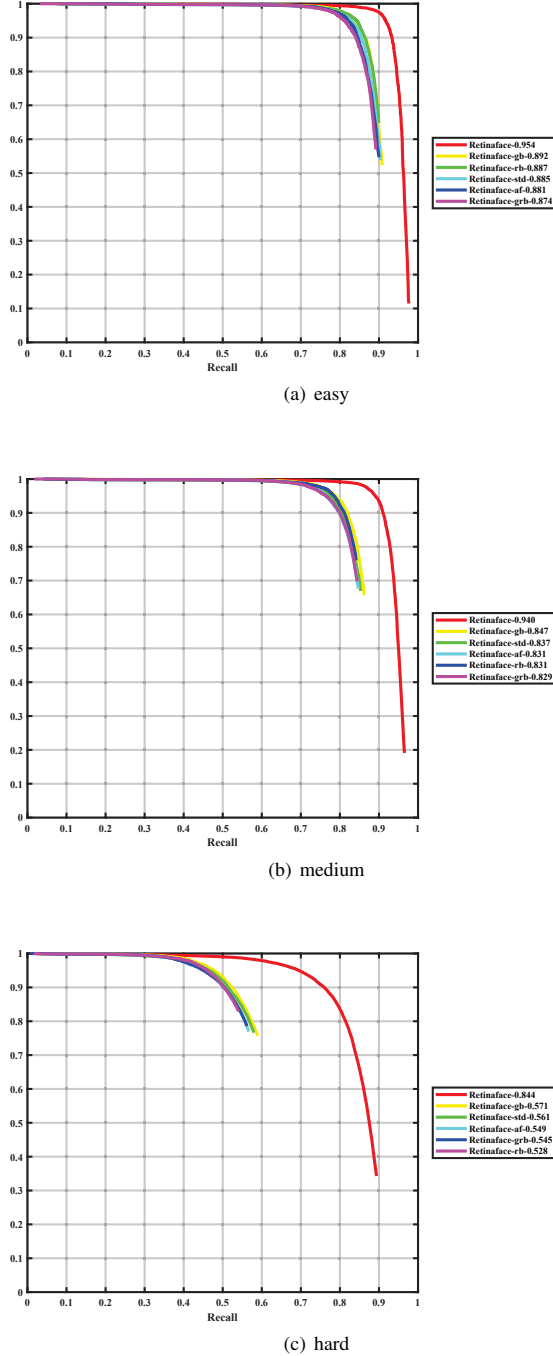 1
0.9
0.8
0.7
0.6
0.5
0.4
0.3
0.2
0.1
0
0 0.1 0.2 0.3 0.4 0.5 0.6 0.7 0.8 0.9 1
Recall
Retinaface-0.954
Retinaface-gb-0.892
Retinaface-rb-0.887
Retinaface-std-0.885
Retinaface-af-0.881
Retinaface-grb-0.874
(a) easy
1
0.9
0.8
0.7
0.6
0.5
0.4
0.3
0.2
0.1
0
0 0.1 0.2 0.3 0.4 0.5 0.6 0.7 0.8 0.9 1
Recall
Retinaface-0.940
Retinaface-gb-0.847
Retinaface-std-0.837
Retinaface-af-0.831
Retinaface-rb-0.831
Retinaface-grb-0.829
(b) medium
1
0.9
0.8
0.7
0.6
0.5
0.4
0.3
0.2
0.1
0
0 0.1 0.2 0.3 0.4 0.5 0.6 0.7 0.8 0.9 1
Recall
Retinaface-0.844
Retinaface-gb-0.571
Retinaface-std-0.561
Retinaface-af-0.549
Retinaface-grb-0.545
Retinaface-rb-0.528
(c) hard